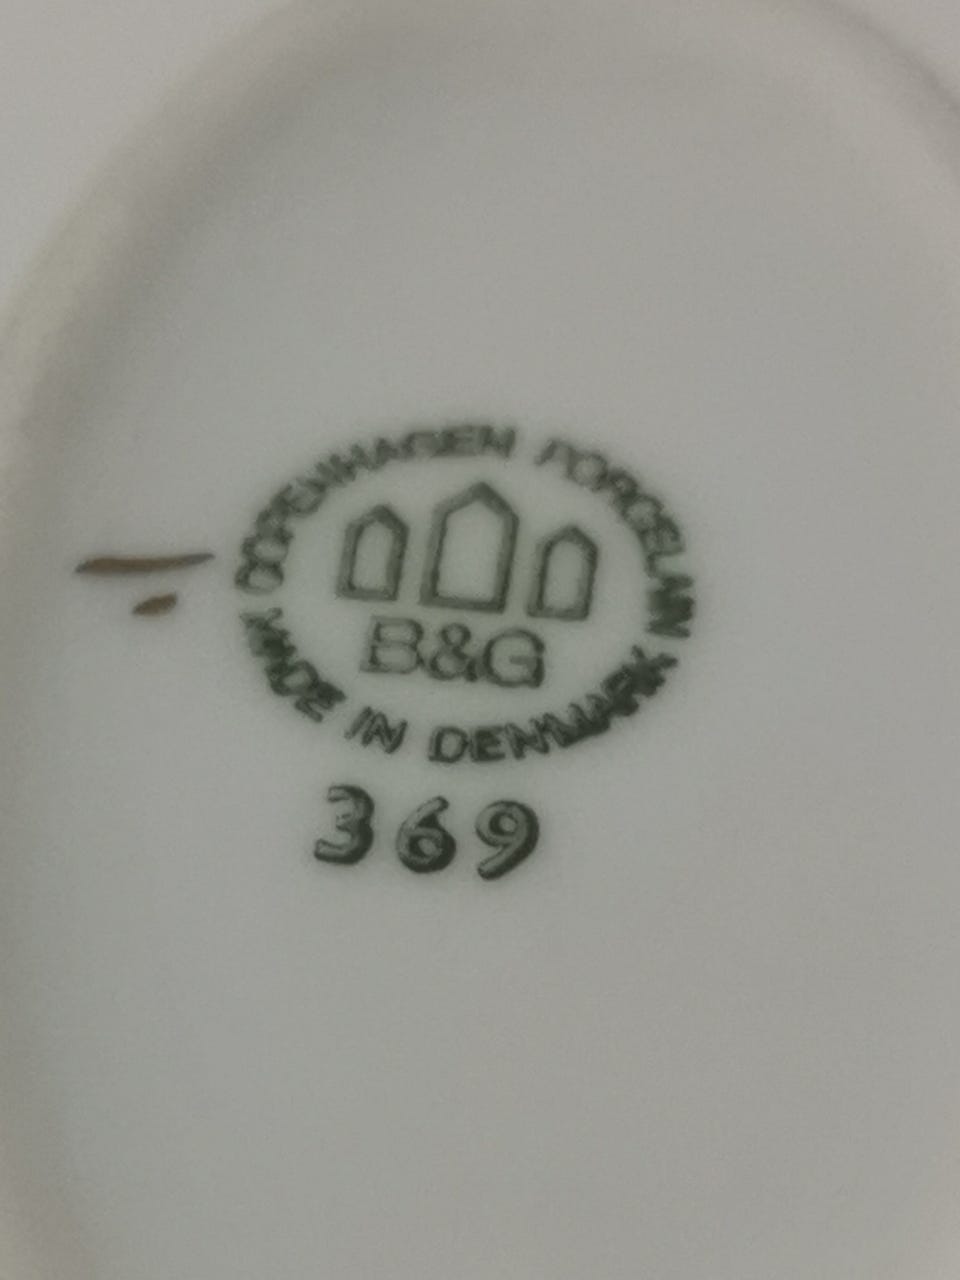 COPENHAGEN PORCELAIN
B&G
MADE IN DENMARK
369